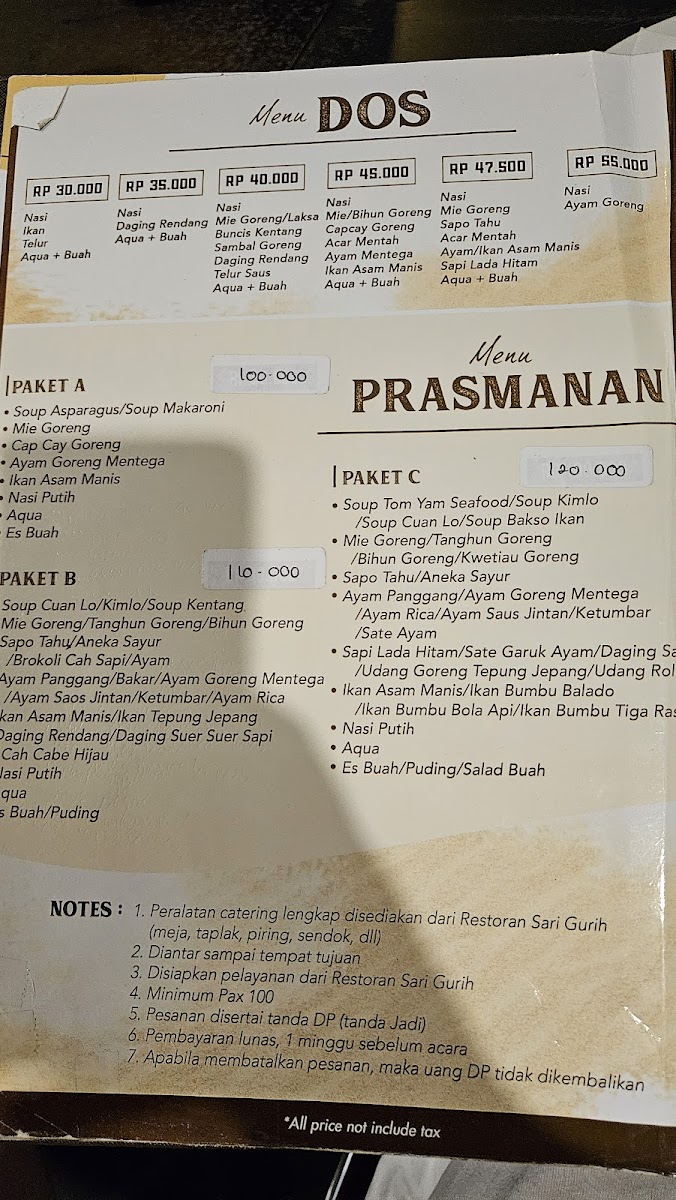 Menu DOS
RP 30.000
Nasi
Ikan
Telur
Aqua + Buah
RP 35.000
Nasi
Daging Rendang
Aqua + Buah
RP 40.000
Nasi
Mie Goreng/Laksa
Buncis Kentang
Sambal Goreng
Daging Rendang
Telur Saus
Aqua + Buah
RP 45.000
Nasi
Mie/Bihun Goreng
Capcay Goreng
Acar Mentah
Ayam Mentega
Ikan Asam Manis
Aqua + Buah
RP 47.500
Nasi
Mie Goreng
Sapo Tahu
Acar Mentah
Ayam/Ikan Asam Manis
Sapi Lada Hitam
Aqua + Buah
RP 55.000
Nasi
Ayam Goreng
PAKET A
100.000
• Soup Asparagus/Soup Makaroni
• Mie Goreng
• Cap Cay Goreng
• Ayam Goreng Mentega
• Ikan Asam Manis
• Nasi Putih
• Aqua
• Es Buah
PAKET B
110.000
Soup Cuan Lo/Kimlo/Soup Kentang
Mie Goreng/Tanghun Goreng/Bihun Goreng
Sapo Tahu/Aneka Sayur
/Brokoli Cah Sapi/Ayam
Ayam Panggang/Bakar/Ayam Goreng Mentega
/Ayam Saos Jintan/Ketumbar/Ayam Rica
kan Asam Manis/Ikan Tepung Jepang
Daging Rendang/Daging Suer Suer Sapi
Cah Cabe Hijau
Nasi Putih
qua
s Buah/Puding
Menu
PRASMANAN
PAKET C
120.000
• Soup Tom Yam Seafood/Soup Kimlo
/Soup Cuan Lo/Soup Bakso Ikan
• Mie Goreng/Tanghun Goreng
/Bihun Goreng/Kwetiau Goreng
• Sapo Tahu/Aneka Sayur
• Ayam Panggang/Ayam Goreng Mentega
/Ayam Rica/Ayam Saus Jintan/Ketumbar
/Sate Ayam
• Sapi Lada Hitam/Sate Garuk Ayam/Daging Sa
/Udang Goreng Tepung Jepang/Udang Rol
• Ikan Asam Manis/Ikan Bumbu Balado
/Ikan Bumbu Bola Api/Ikan Bumbu Tiga Ras
• Nasi Putih
• Aqua
• Es Buah/Puding/Salad Buah
NOTES : 1. Peralatan catering lengkap disediakan dari Restoran Sari Gurih
(meja, taplak, piring, sendok, dll)
2. Diantar sampai tempat tujuan
3. Disiapkan pelayanan dari Restoran Sari Gurih
4. Minimum Pax 100
5. Pesanan disertai tanda DP (tanda Jadi)
6. Pembayaran lunas, 1 minggu sebelum acara
7. Apabila membatalkan pesanan, maka uang DP tidak dikembalikan
*All price not include tax